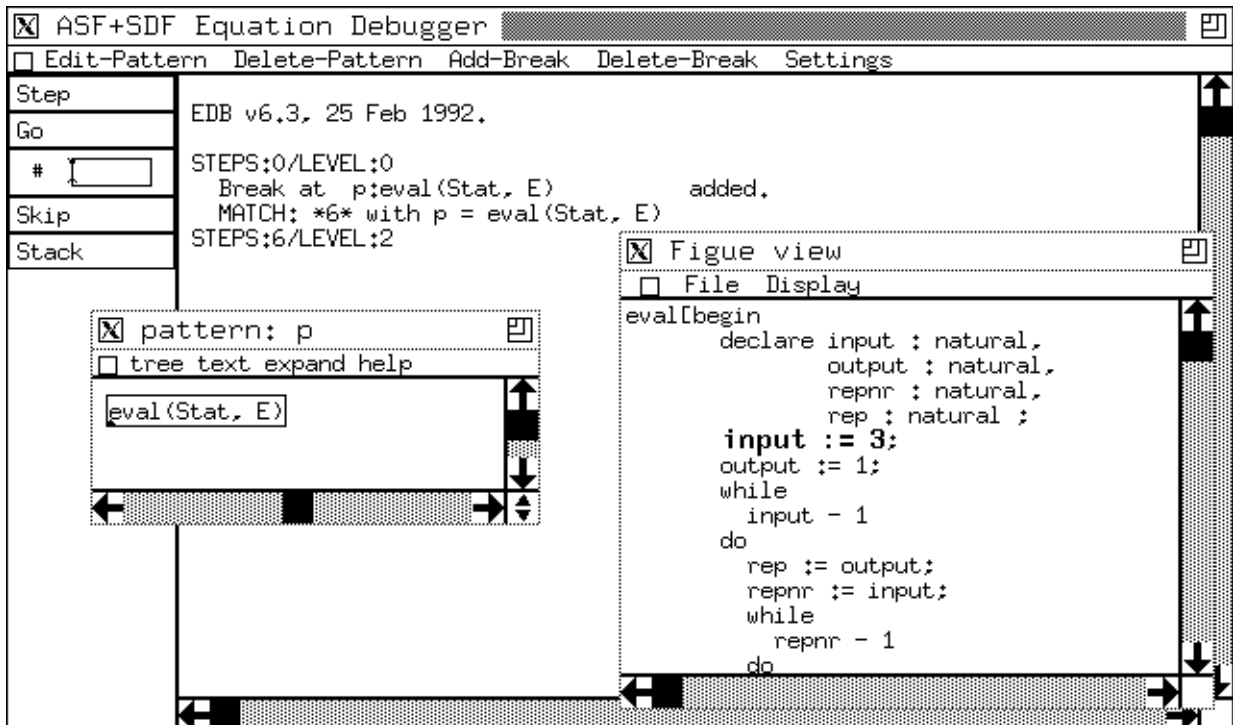 ASF+SDF Equation Debugger
Edit-Pattern Delete-Pattern Add-Break Delete-Break Settings
Step
Go
#
Skip
Stack
EDB v6.3, 25 Feb 1992.
STEPS:0/LEVEL:0
Break at p:eval(Stat, E) added.
MATCH: *6* with p = eval(Stat, E)
STEPS:6/LEVEL:2
pattern: p
tree text expand help
eval(Stat, E)
Figue view
File Display
eval[begin
declare input : natural,
output : natural,
repnr : natural,
rep : natural ;
input := 3;
output := 1;
while
input - 1
do
rep := output;
repnr := input;
while
repnr - 1
do